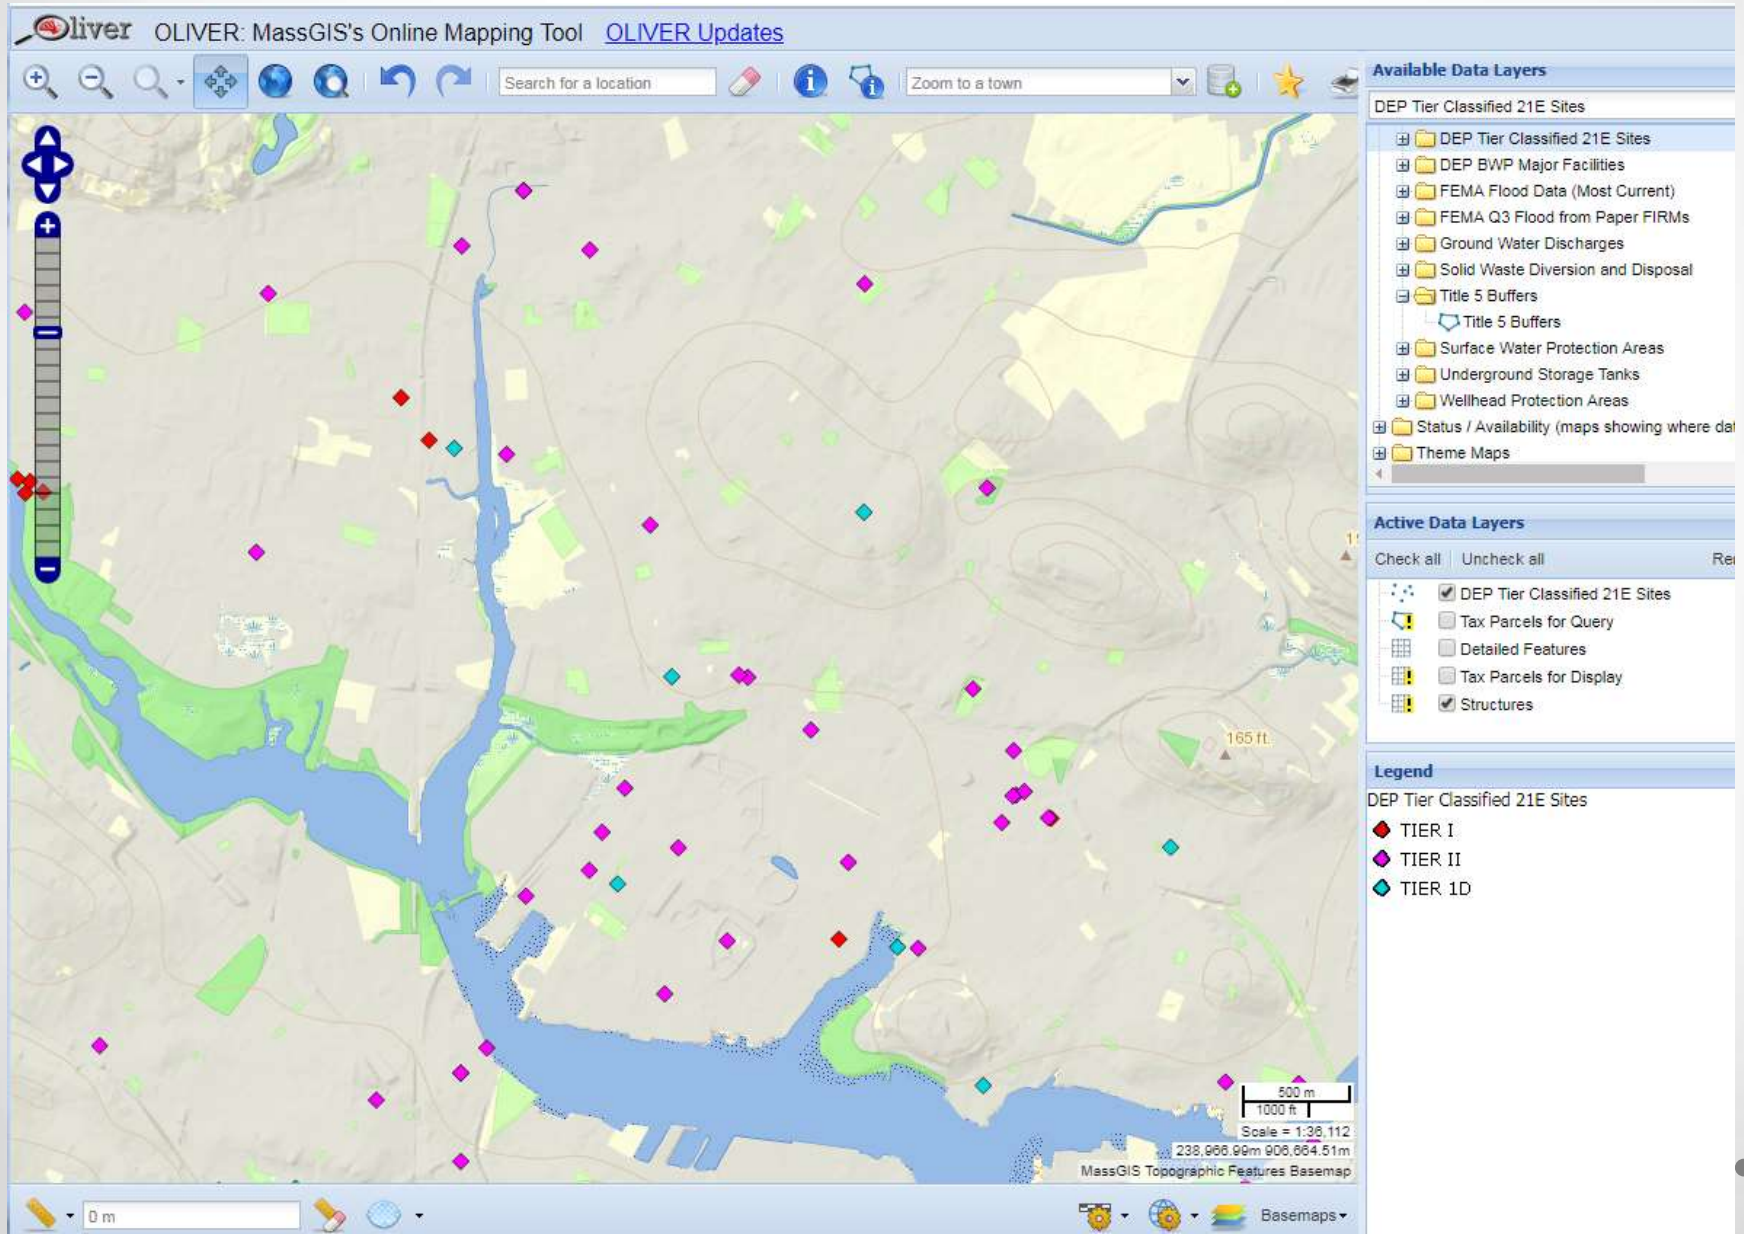 Oliver OLIVER: MassGIS's Online Mapping Tool OLIVER Updates
Search for a location
Zoom to a town
Available Data Layers
DEP Tier Classified 21E Sites
DEP Tier Classified 21E Sites
DEP BWP Major Facilities
FEMA Flood Data (Most Current)
FEMA Q3 Flood from Paper FIRMs
Ground Water Discharges
Solid Waste Diversion and Disposal
Title 5 Buffers
Title 5 Buffers
Surface Water Protection Areas
Underground Storage Tanks
Wellhead Protection Areas
Status / Availability (maps showing where dat
Theme Maps
Active Data Layers
Check all Uncheck all Re
DEP Tier Classified 21E Sites
Tax Parcels for Query
Detailed Features
Tax Parcels for Display
Structures
Legend
DEP Tier Classified 21E Sites
TIER I
TIER II
TIER 1D
165 ft.
500 m
1000 ft
Scale = 1:36,112
238,966.99m 906,664.51m
MassGIS Topographic Features Basemap
0 m
Basemaps